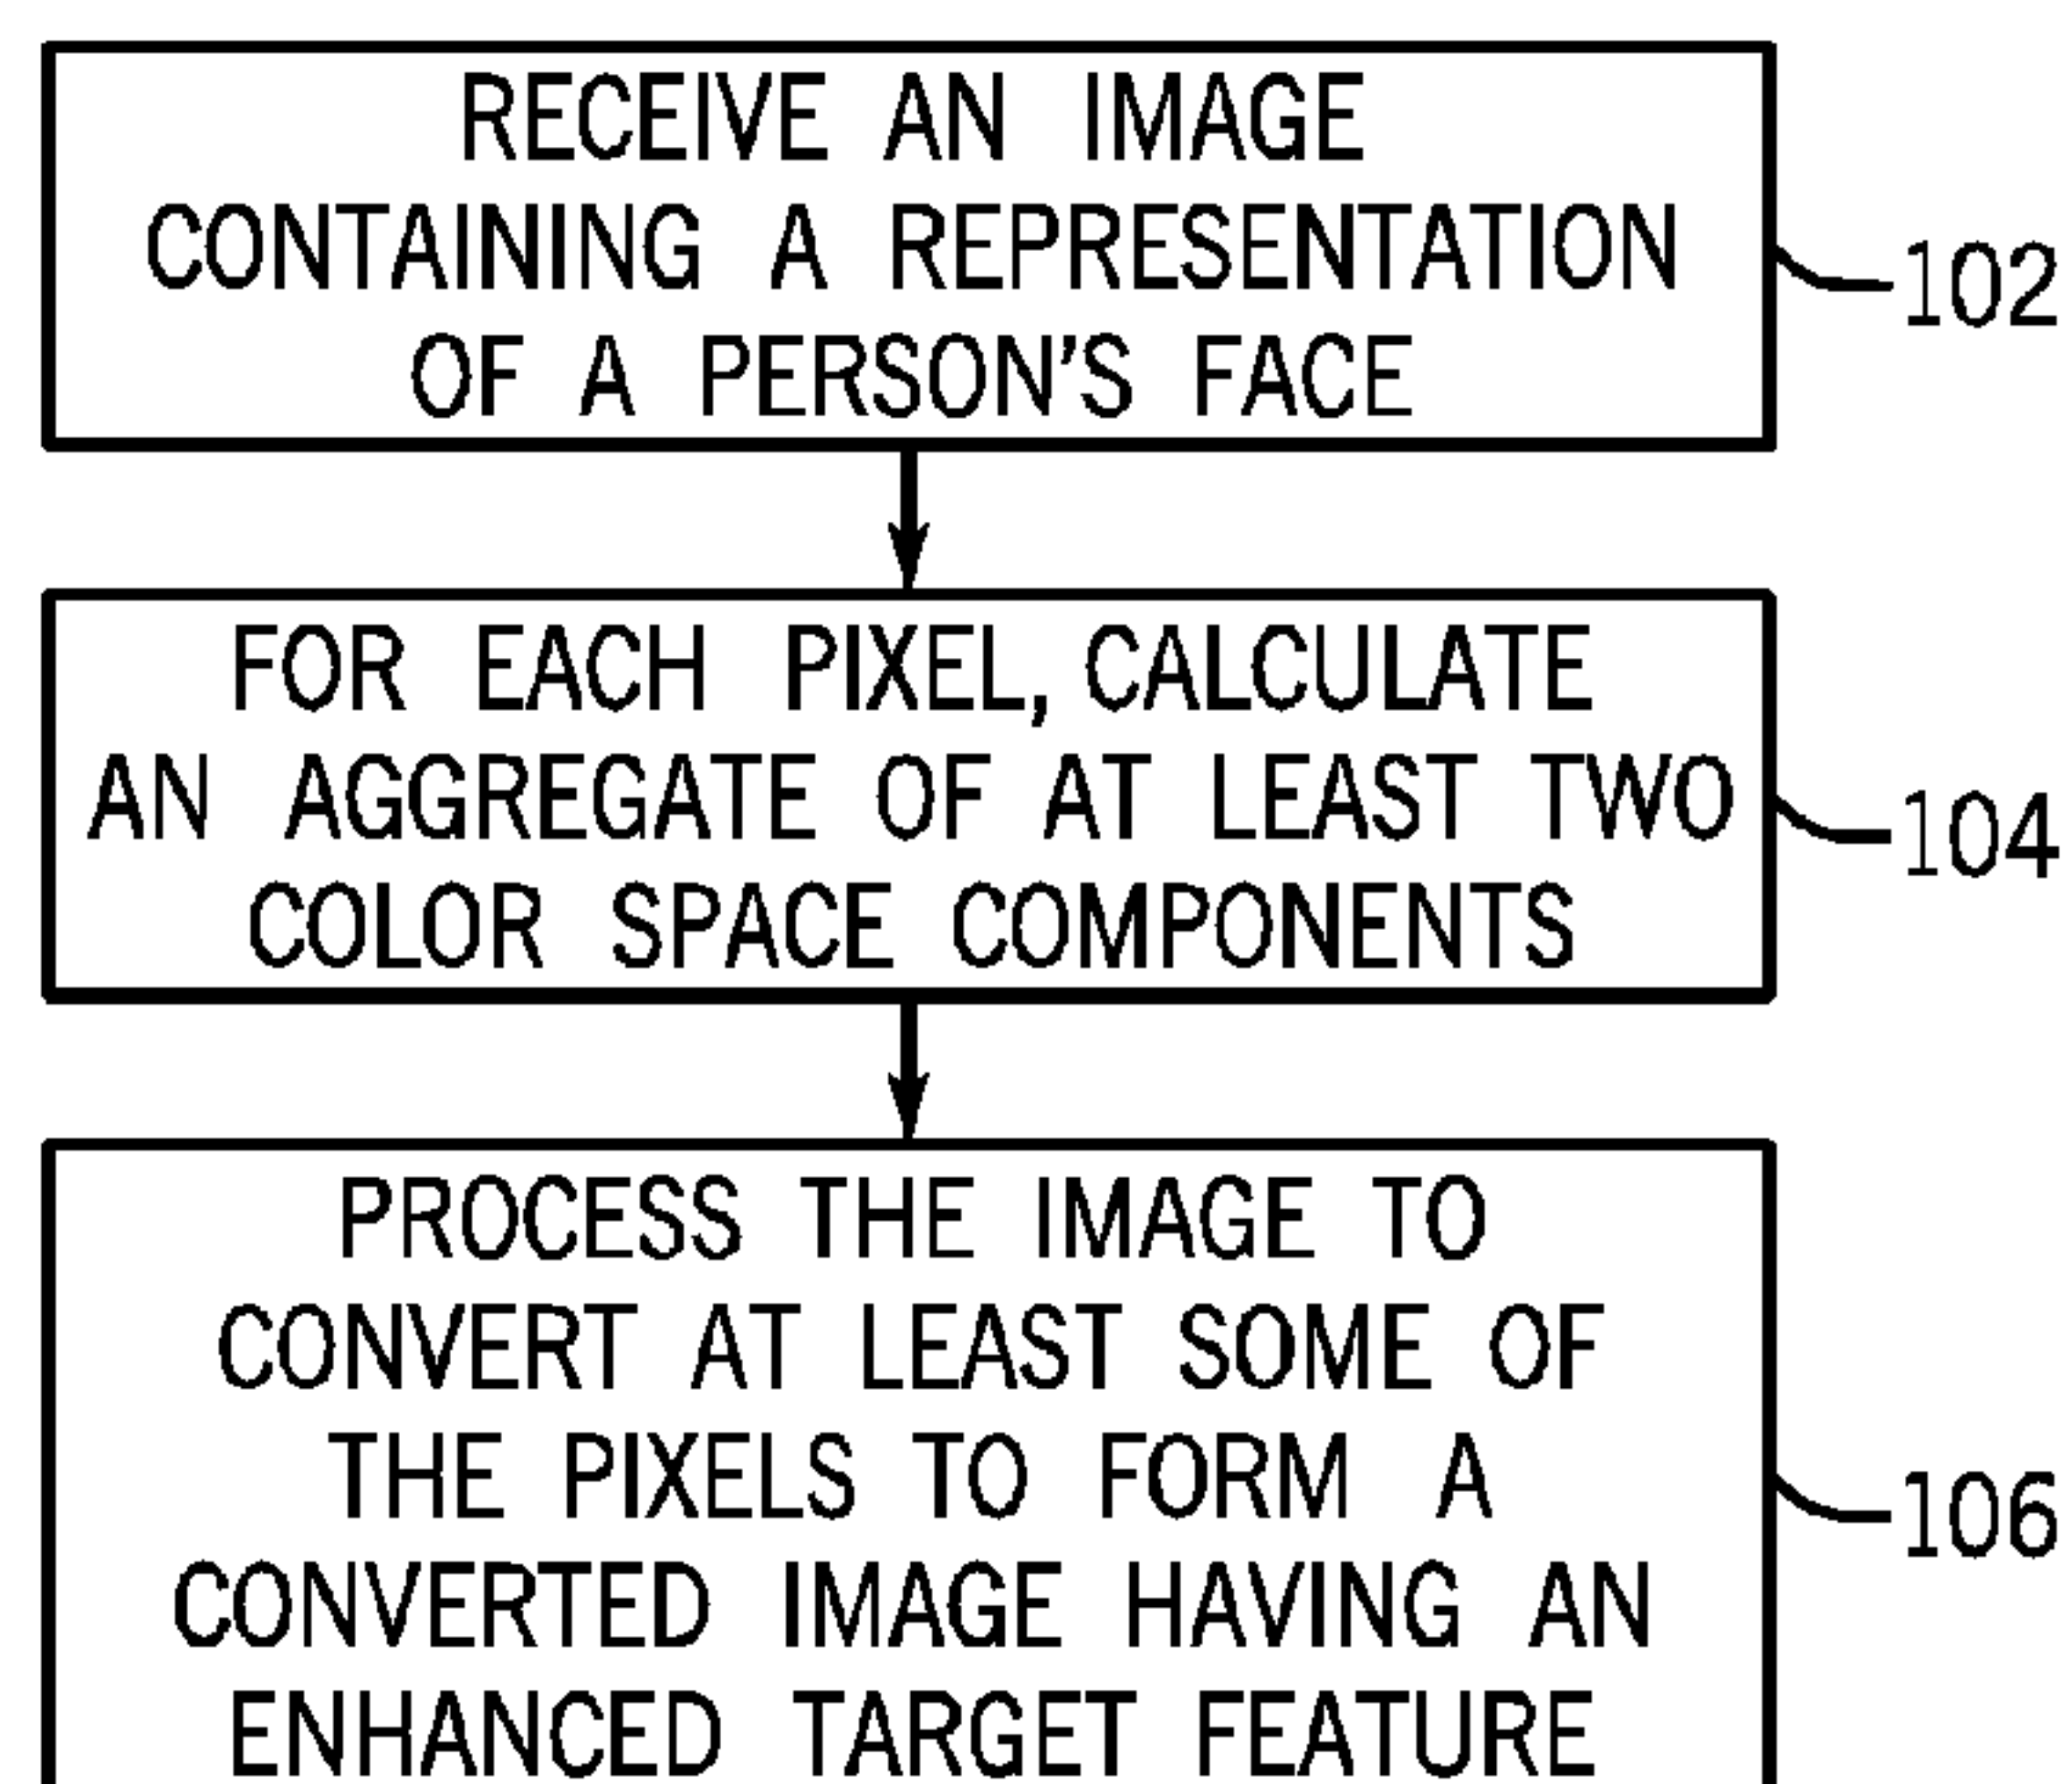 RECEIVE AN IMAGE
CONTAINING A REPRESENTATION
OF A PERSON'S FACE
102
FOR EACH PIXEL, CALCULATE
AN AGGREGATE OF AT LEAST TWO
COLOR SPACE COMPONENTS
104
PROCESS THE IMAGE TO
CONVERT AT LEAST SOME OF
THE PIXELS TO FORM A
CONVERTED IMAGE HAVING AN
ENHANCED TARGET FEATURE
106